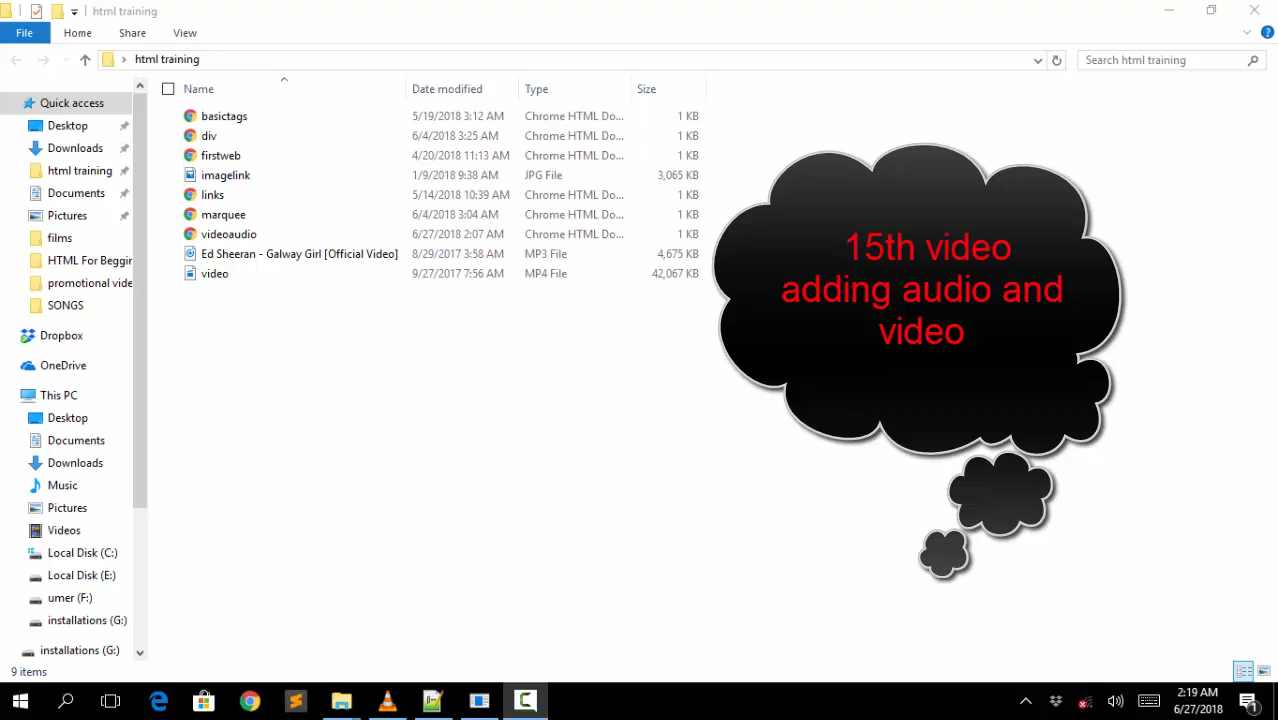 html training
File
Home
Share
View
html training
Search html training
Name
Date modified
Type
Size
Quick access
Desktop
Downloads
html training
Documents
Pictures
films
HTML For Beggin
promotional vide
SONGS
Dropbox
OneDrive
This PC
Desktop
Documents
Downloads
Music
Pictures
Videos
Local Disk (C:)
Local Disk (E:)
umer (F:)
installations (G:)
installations (G:)
basictags 5/19/2018 3:12 AM Chrome HTML Do... 1 KB
div 6/4/2018 3:25 AM Chrome HTML Do... 1 KB
firstweb 4/20/2018 11:13 AM Chrome HTML Do... 1 KB
imagelink 1/9/2018 9:38 AM JPG File 3,065 KB
links 5/14/2018 10:39 AM Chrome HTML Do... 1 KB
marquee 6/4/2018 3:04 AM Chrome HTML Do... 1 KB
videoaudio 6/27/2018 2:07 AM Chrome HTML Do... 1 KB
Ed Sheeran - Galway Girl [Official Video] 8/29/2017 3:58 AM MP3 File 4,675 KB
video 9/27/2017 7:56 AM MP4 File 42,067 KB
15th video
adding audio and
video
9 items
2:19 AM
6/27/2018